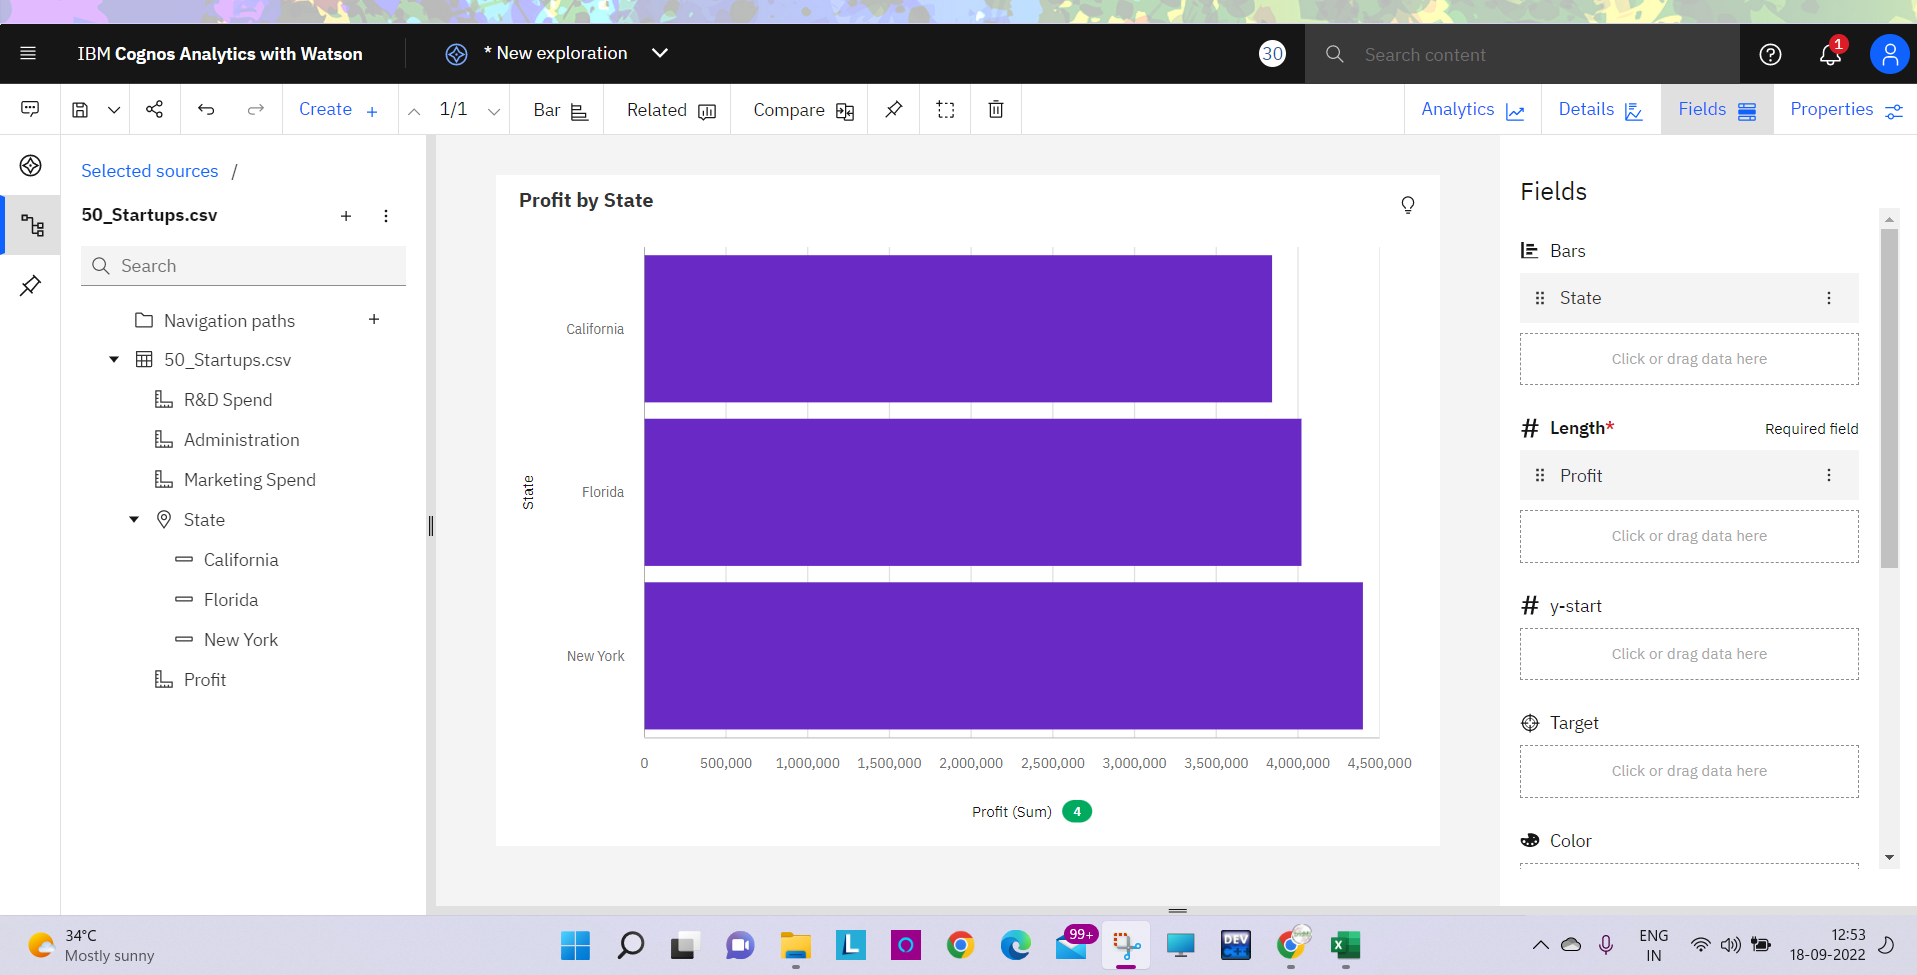 IBM Cognos Analytics with Watson
* New exploration
30
Search content
1
Create +
1/1
Bar
Related
Compare
Analytics
Details
Fields
Properties
Selected sources /
50_Startups.csv
Search
Navigation paths
50_Startups.csv
R&D Spend
Administration
Marketing Spend
State
California
Florida
New York
Profit
Profit by State
State
California
Florida
New York
0 500,000 1,000,000 1,500,000 2,000,000 2,500,000 3,000,000 3,500,000 4,000,000 4,500,000
Profit (Sum) 4
Fields
Bars
State
Click or drag data here
# Length* Required field
Profit
Click or drag data here
# y-start
Click or drag data here
Target
Click or drag data here
Color
34°C
Mostly sunny
L
O
99+
DEV
C++
X
ENG
IN
12:53
18-09-2022